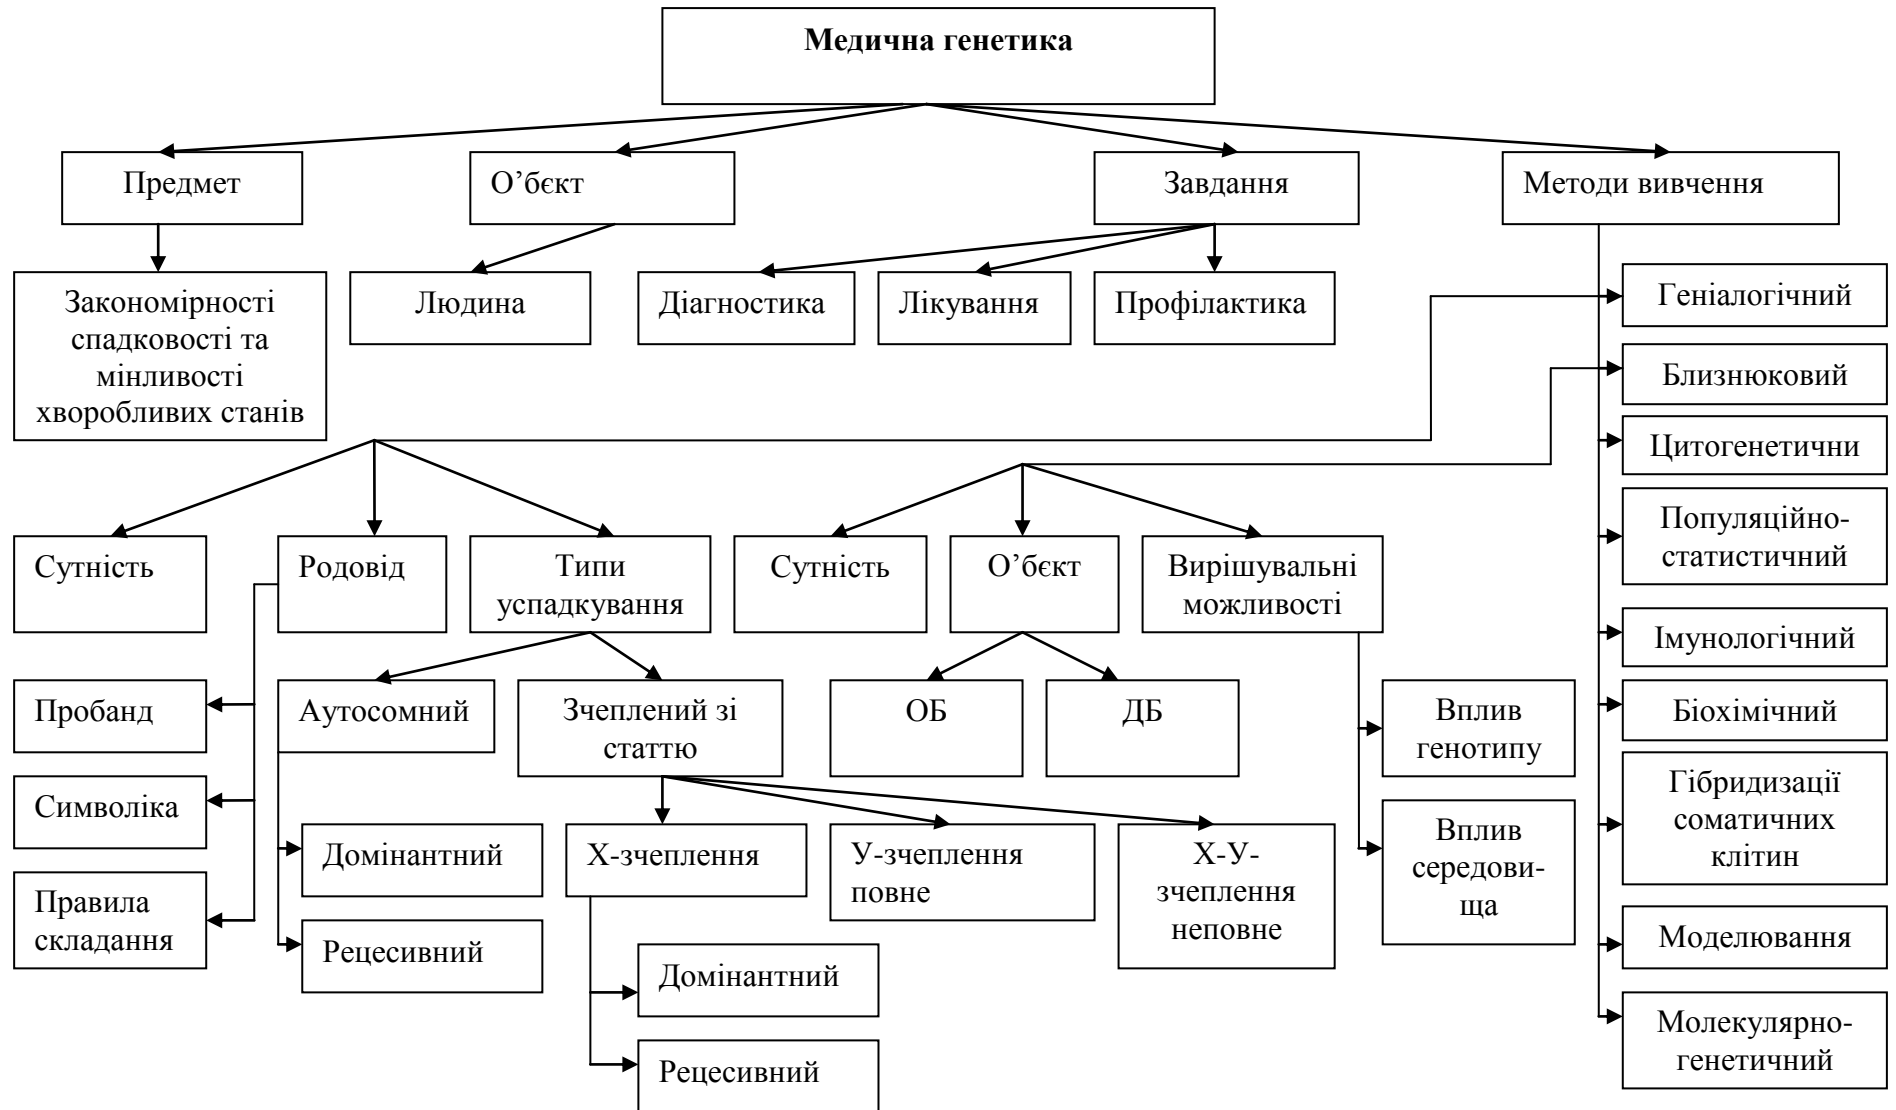 Медична генетика
Предмет
О’бєкт
Завдання
Методи вивчення
Закономірності
спадковості та
мінливості
хворобливих станів
Людина
Діагностика
Лікування
Профілактика
Геніалогічний
Близнюковий
Цитогенетични
Популяційно-
статистичний
Імунологічний
Біохімічний
Гібридизації
соматичних
клітин
Моделювання
Молекулярно-
генетичний
Сутність
Родовід
Типи
успадкування
Сутність
О’бєкт
Вирішувальні
можливості
Пробанд
Символіка
Правила
складання
Аутосомний
Зчеплений зі
статтю
ОБ
ДБ
Вплив
генотипу
Вплив
середови-
ща
Домінантний
Рецесивний
Х-зчеплення
У-зчеплення
повне
Х-У-
зчеплення
неповне
Домінантний
Рецесивний